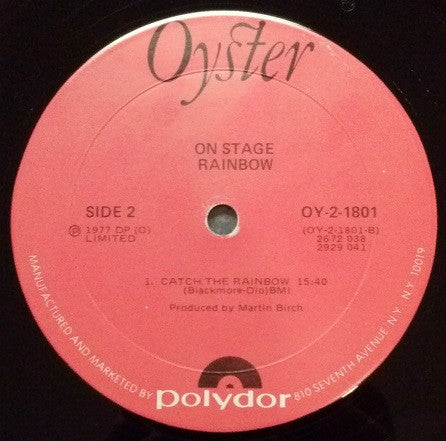 Oyster
ON STAGE
RAINBOW
SIDE 2
OY-2-1801
Ⓟ 1977 DP (O)
LIMITED
(OY-2-1801-B)
2672 038
2929 041
1. CATCH THE RAINBOW 15:40
(Blackmore-Dio)BMI
Produced by Martin Birch
MANUFACTURED AND MARKETED BY polydor 810 SEVENTH AVENUE N.Y. N.Y. 10019